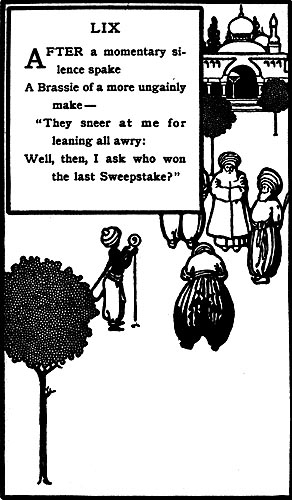 LIX
AFTER a momentary si-
lence spake
A Brassie of a more ungainly
make—
"They sneer at me for
leaning all awry:
Well, then, I ask who won
the last Sweepstake?"